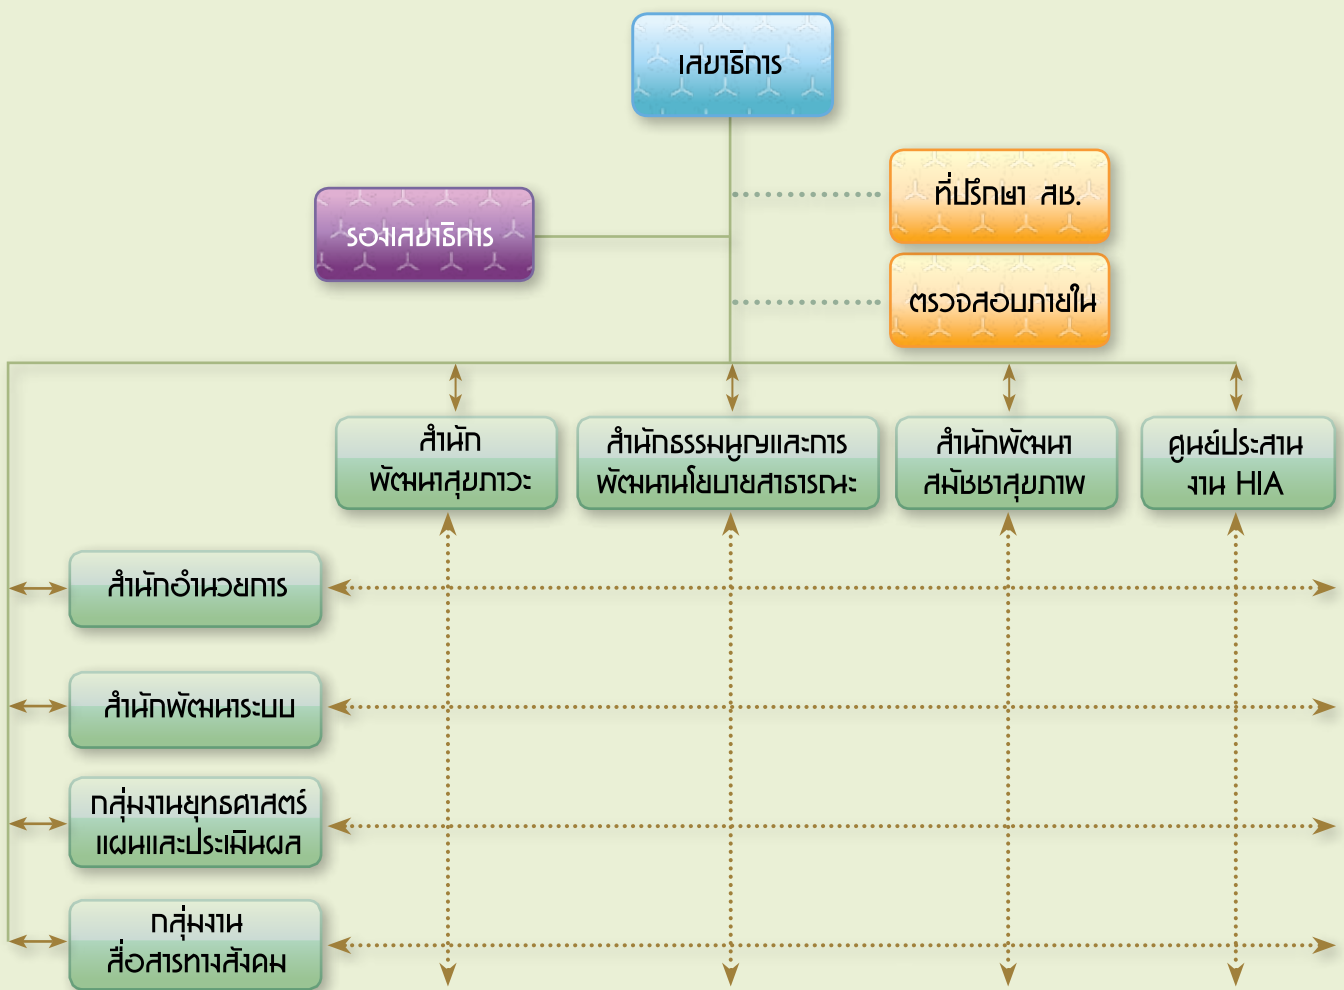 เลขาธิการ
ที่ปรึกษา สช.
รองเลขาธิการ
ตรวจสอบภายใน
สำนัก
พัฒนาสุขภาวะ
สำนักธรรมนูญและการ
พัฒนานโยบายสาธารณะ
สำนักพัฒนา
สมัชชาสุขภาพ
ศูนย์ประสาน
งาน HIA
สำนักอำนวยการ
สำนักพัฒนาระบบ
กลุ่มงานยุทธศาสตร์
แผนและประเมินผล
กลุ่มงาน
สื่อสารทางสังคม